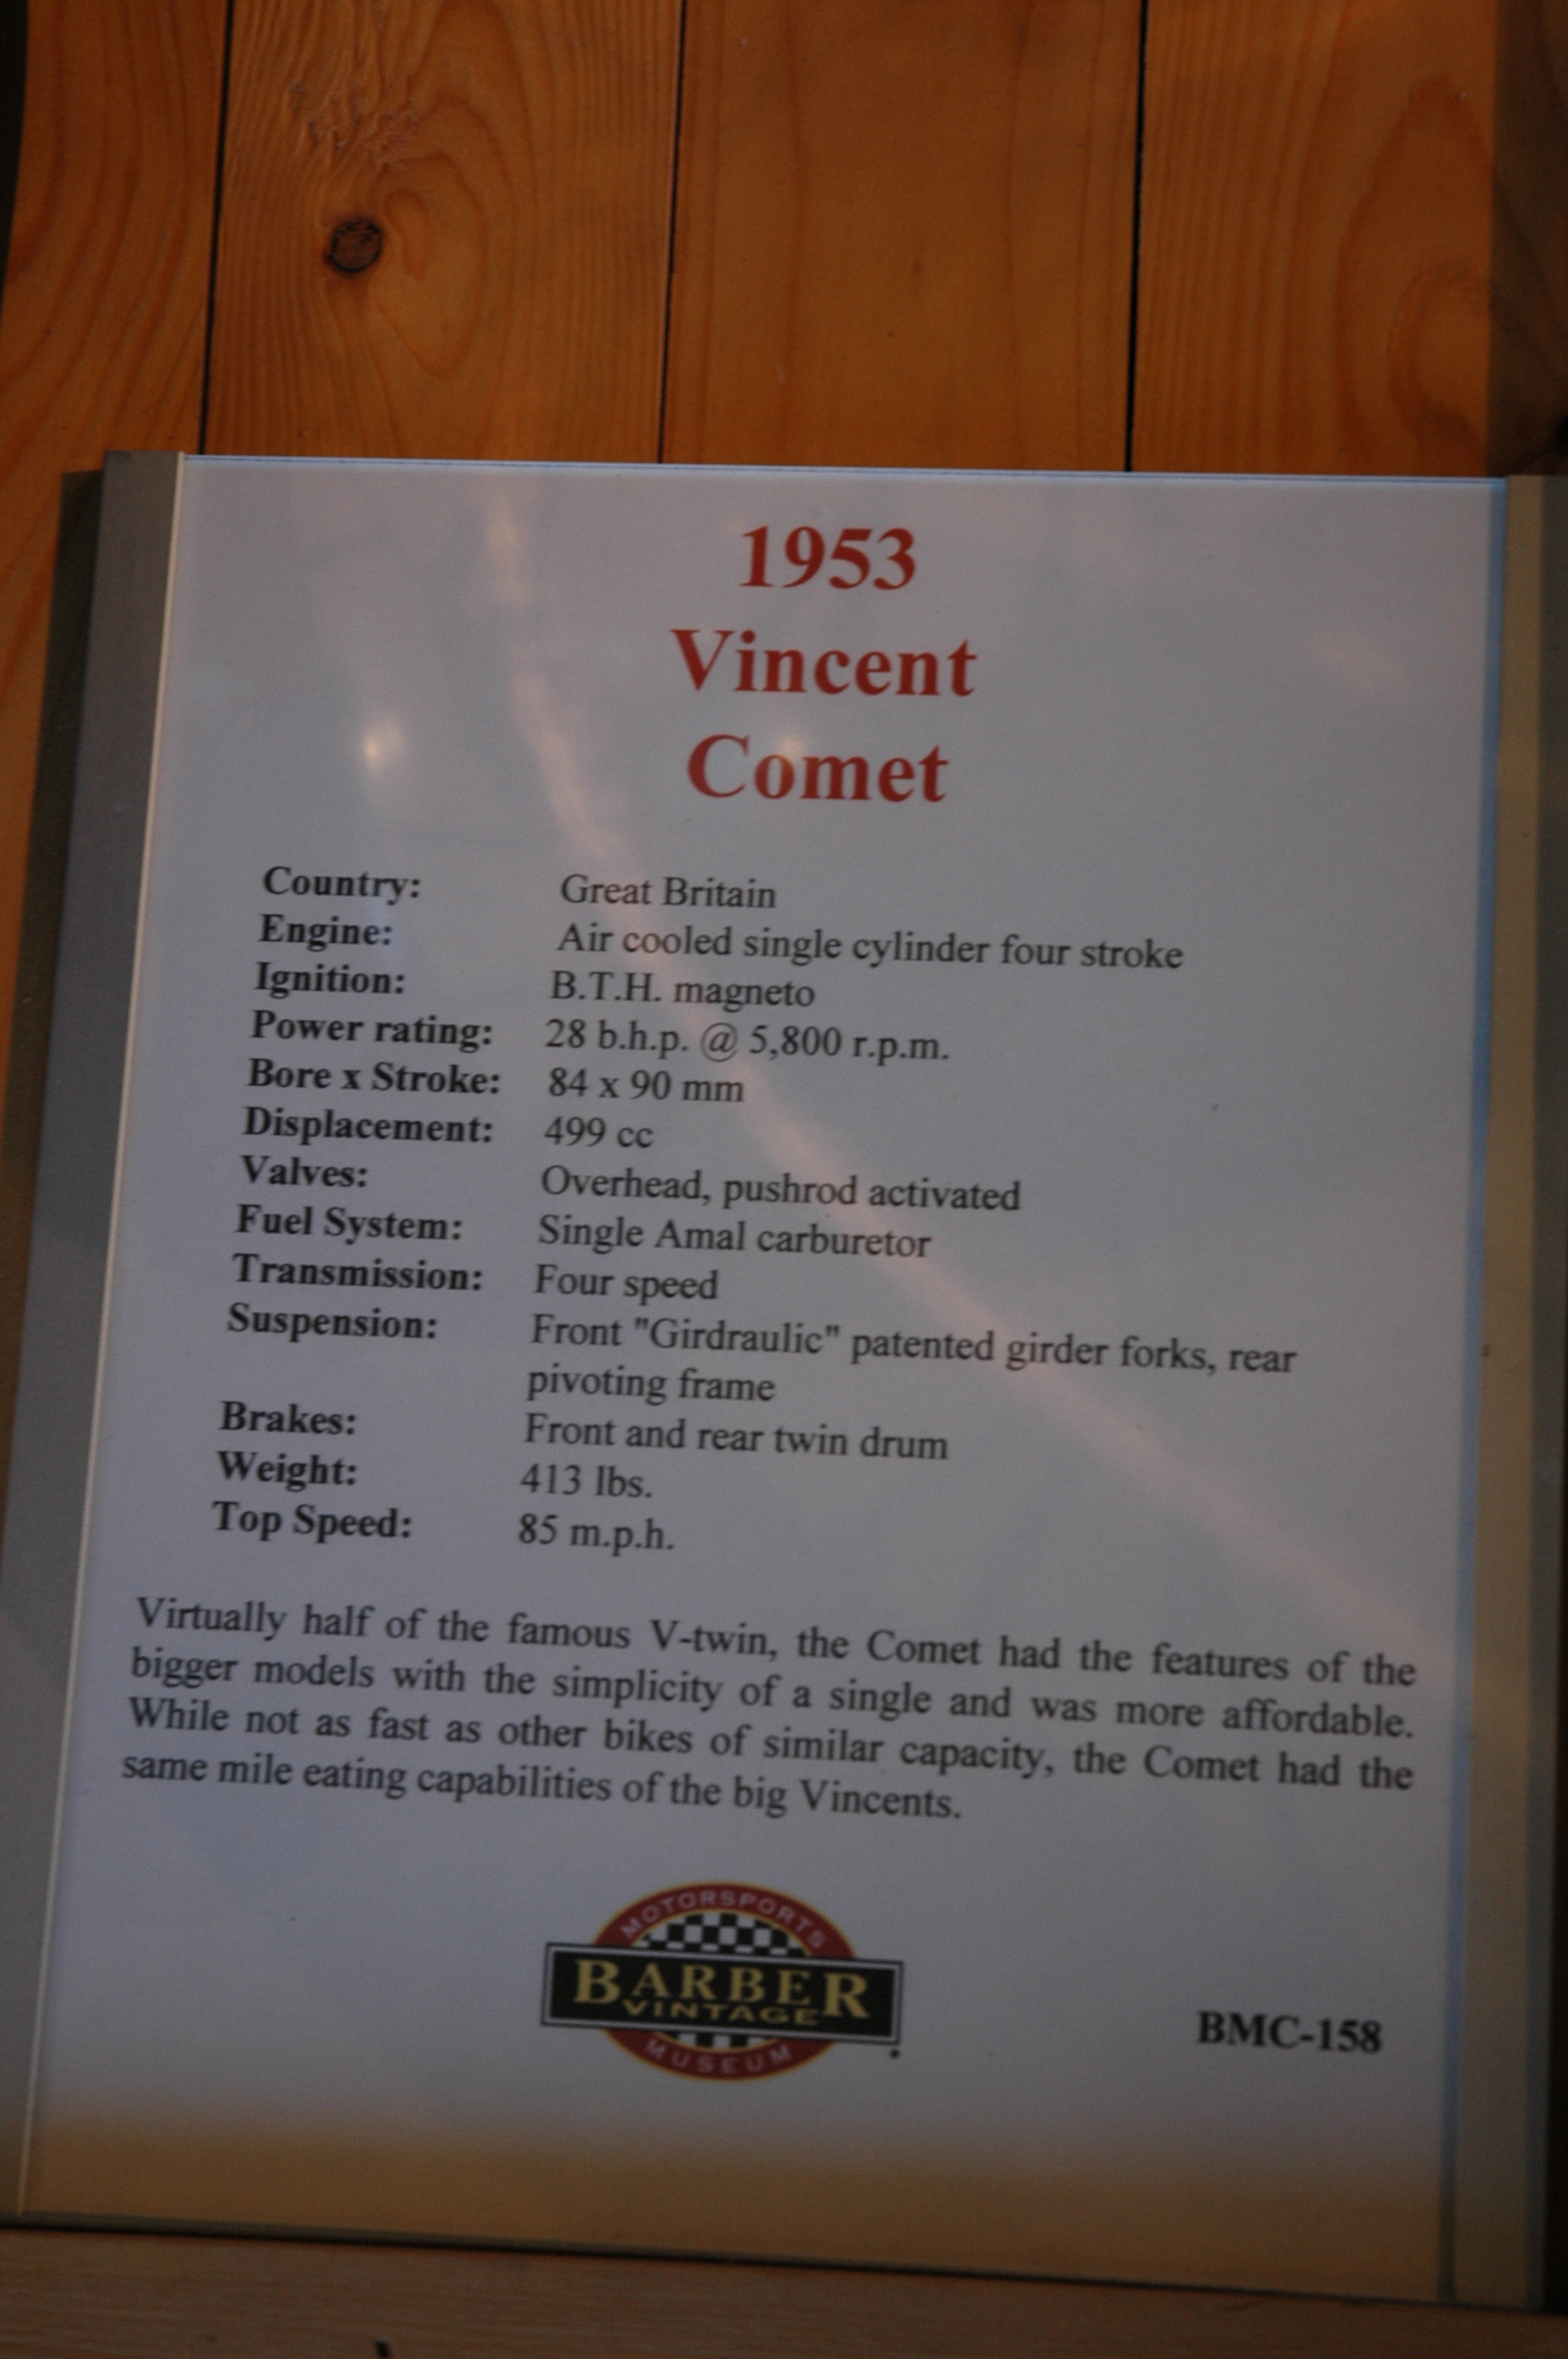 1953
Vincent
Comet
Country: Great Britain
Engine: Air cooled single cylinder four stroke
Ignition: B.T.H. magneto
Power rating: 28 b.h.p. @ 5,800 r.p.m.
Bore x Stroke: 84 x 90 mm
Displacement: 499 cc
Valves: Overhead, pushrod activated
Fuel System: Single Amal carburetor
Transmission: Four speed
Suspension: Front "Girdraulic" patented girder forks, rear
pivoting frame
Brakes: Front and rear twin drum
Weight: 413 lbs.
Top Speed: 85 m.p.h.
Virtually half of the famous V-twin, the Comet had the features of the
bigger models with the simplicity of a single and was more affordable.
While not as fast as other bikes of similar capacity, the Comet had the
same mile eating capabilities of the big Vincents.
MOTORSPORTS
BARBER
VINTAGE
MUSEUM
BMC-158